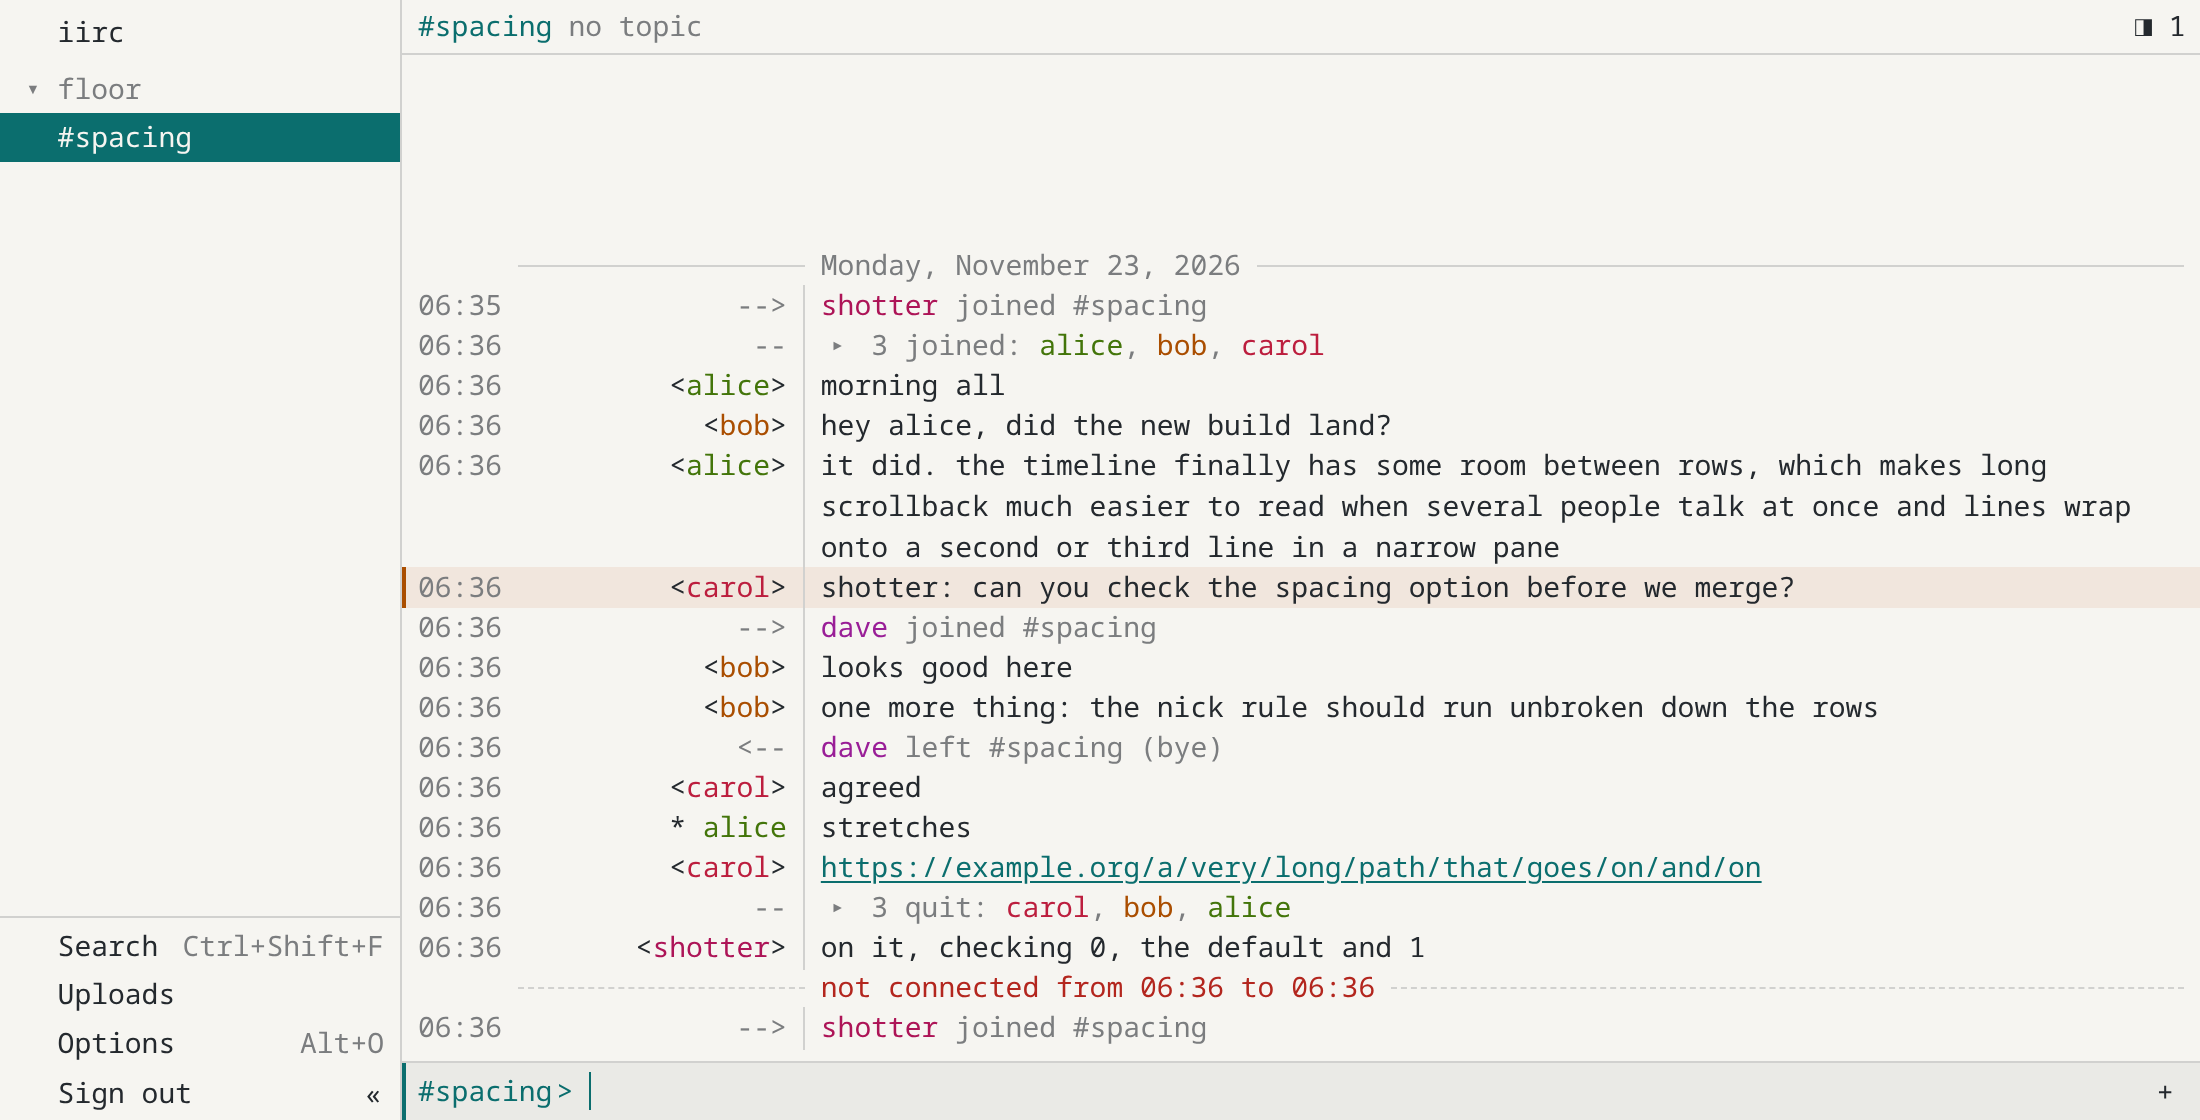 iirc
▾ floor
#spacing
Search Ctrl+Shift+F
Uploads
Options Alt+O
Sign out «
#spacing no topic ◨ 1
Monday, November 23, 2026
06:35 --> shotter joined #spacing
06:36 -- ▸ 3 joined: alice, bob, carol
06:36 <alice> morning all
06:36 <bob> hey alice, did the new build land?
06:36 <alice> it did. the timeline finally has some room between rows, which makes long
scrollback much easier to read when several people talk at once and lines wrap
onto a second or third line in a narrow pane
06:36 <carol> shotter: can you check the spacing option before we merge?
06:36 --> dave joined #spacing
06:36 <bob> looks good here
06:36 <bob> one more thing: the nick rule should run unbroken down the rows
06:36 <-- dave left #spacing (bye)
06:36 <carol> agreed
06:36 * alice stretches
06:36 <carol> https://example.org/a/very/long/path/that/goes/on/and/on
06:36 -- ▸ 3 quit: carol, bob, alice
06:36 <shotter> on it, checking 0, the default and 1
not connected from 06:36 to 06:36
06:36 --> shotter joined #spacing
#spacing> +